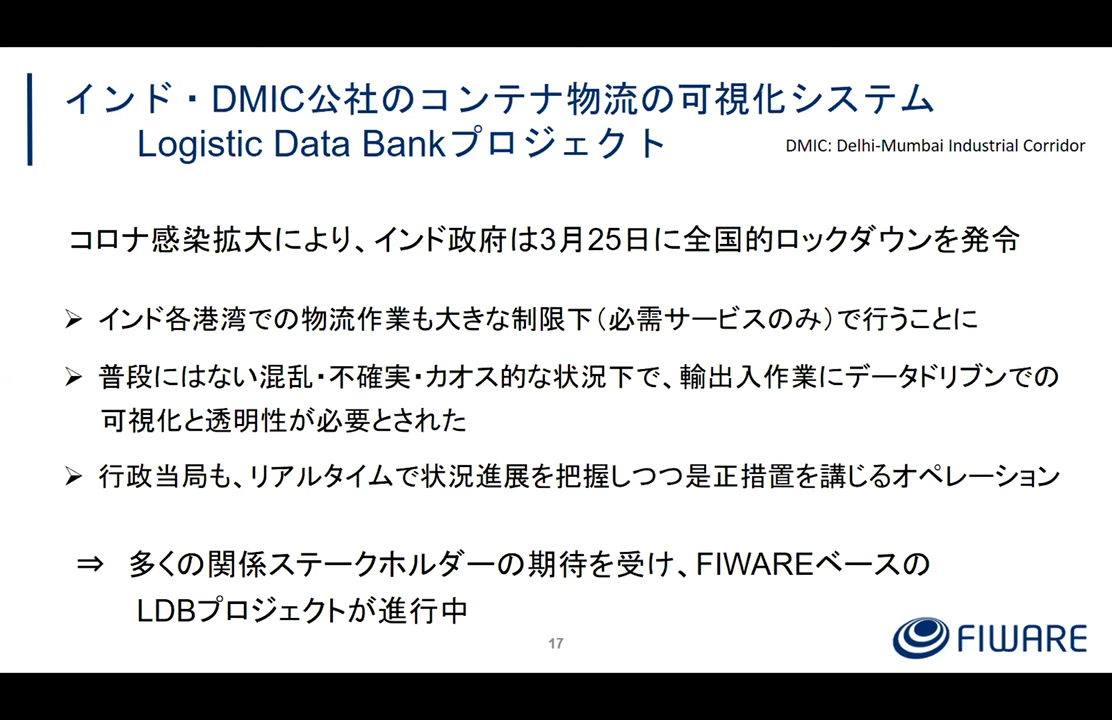 インド・DMIC公社のコンテナ物流の可視化システム
Logistic Data Bankプロジェクト
DMIC: Delhi-Mumbai Industrial Corridor
コロナ感染拡大により、インド政府は3月25日に全国的ロックダウンを発令
➢ インド各港湾での物流作業も大きな制限下（必需サービスのみ）で行うことに
➢ 普段にはない混乱・不確実・カオス的な状況下で、輸出入作業にデータドリブンでの
可視化と透明性が必要とされた
➢ 行政当局も、リアルタイムで状況進展を把握しつつ是正措置を講じるオペレーション
⇒ 多くの関係ステークホルダーの期待を受け、FIWAREベースの
LDBプロジェクトが進行中
17
FIWARE